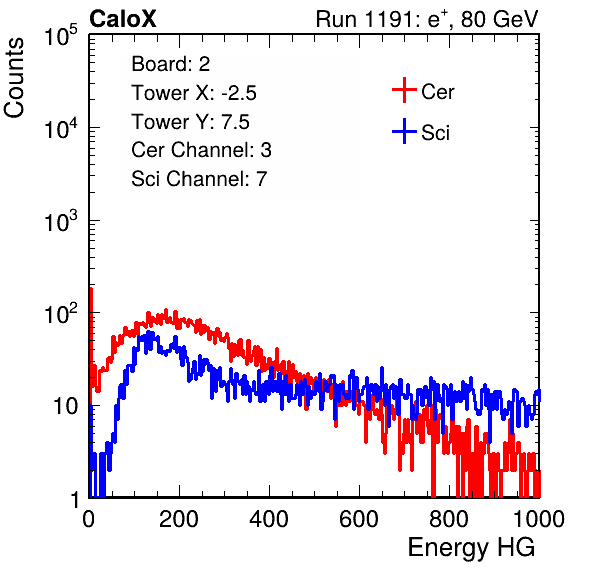 CaloX Run 1191: e⁺, 80 GeV
Counts
10⁵
10⁴
10³
10²
10
1
Board: 2
Tower X: -2.5
Tower Y: 7.5
Cer Channel: 3
Sci Channel: 7
Cer
Sci
0 200 400 600 800 1000
Energy HG